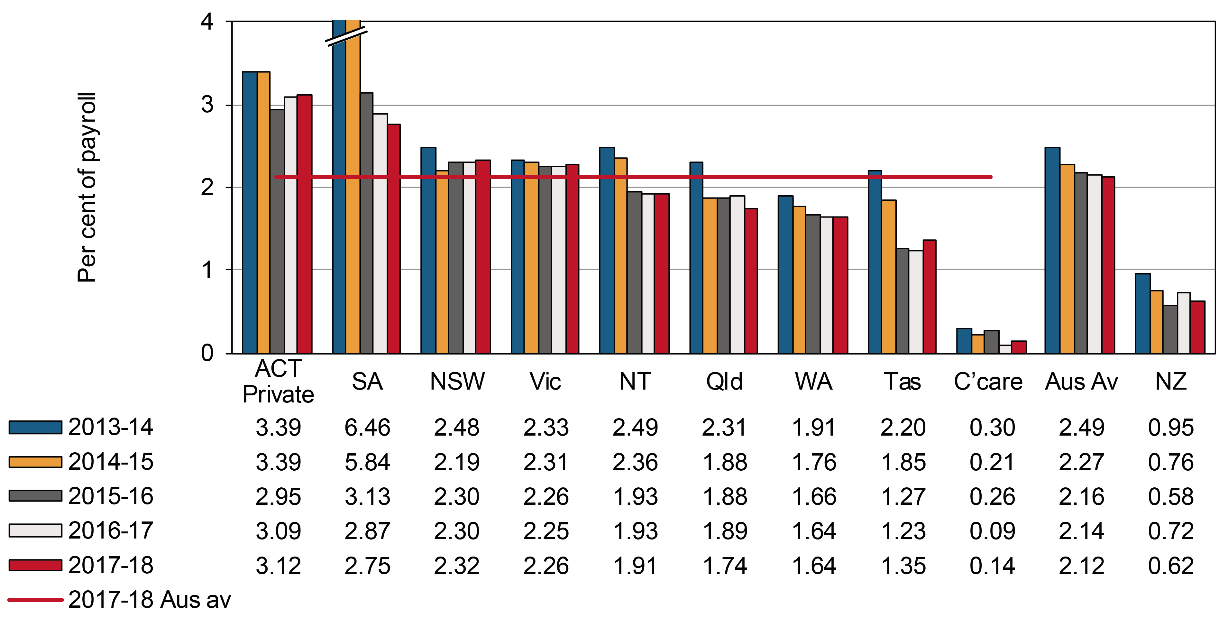 Per cent of payroll
4
3
2
1
0
ACT Private SA NSW Vic NT Qld WA Tas C'care Aus Av NZ
2013-14 3.39 6.46 2.48 2.33 2.49 2.31 1.91 2.20 0.30 2.49 0.95
2014-15 3.39 5.84 2.19 2.31 2.36 1.88 1.76 1.85 0.21 2.27 0.76
2015-16 2.95 3.13 2.30 2.26 1.93 1.88 1.66 1.27 0.26 2.16 0.58
2016-17 3.09 2.87 2.30 2.25 1.93 1.89 1.64 1.23 0.09 2.14 0.72
2017-18 3.12 2.75 2.32 2.26 1.91 1.74 1.64 1.35 0.14 2.12 0.62
2017-18 Aus av